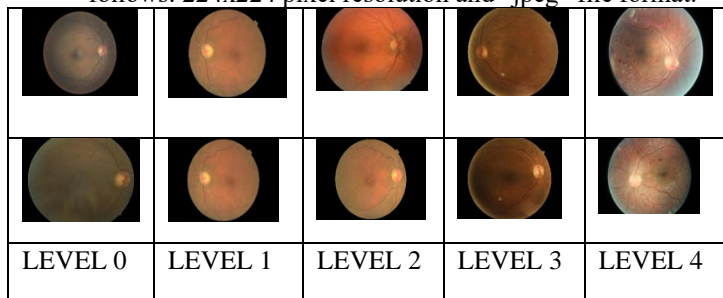 follows: 224x224 pixel resolution and "jpeg" file format.
LEVEL 0 LEVEL 1 LEVEL 2 LEVEL 3 LEVEL 4